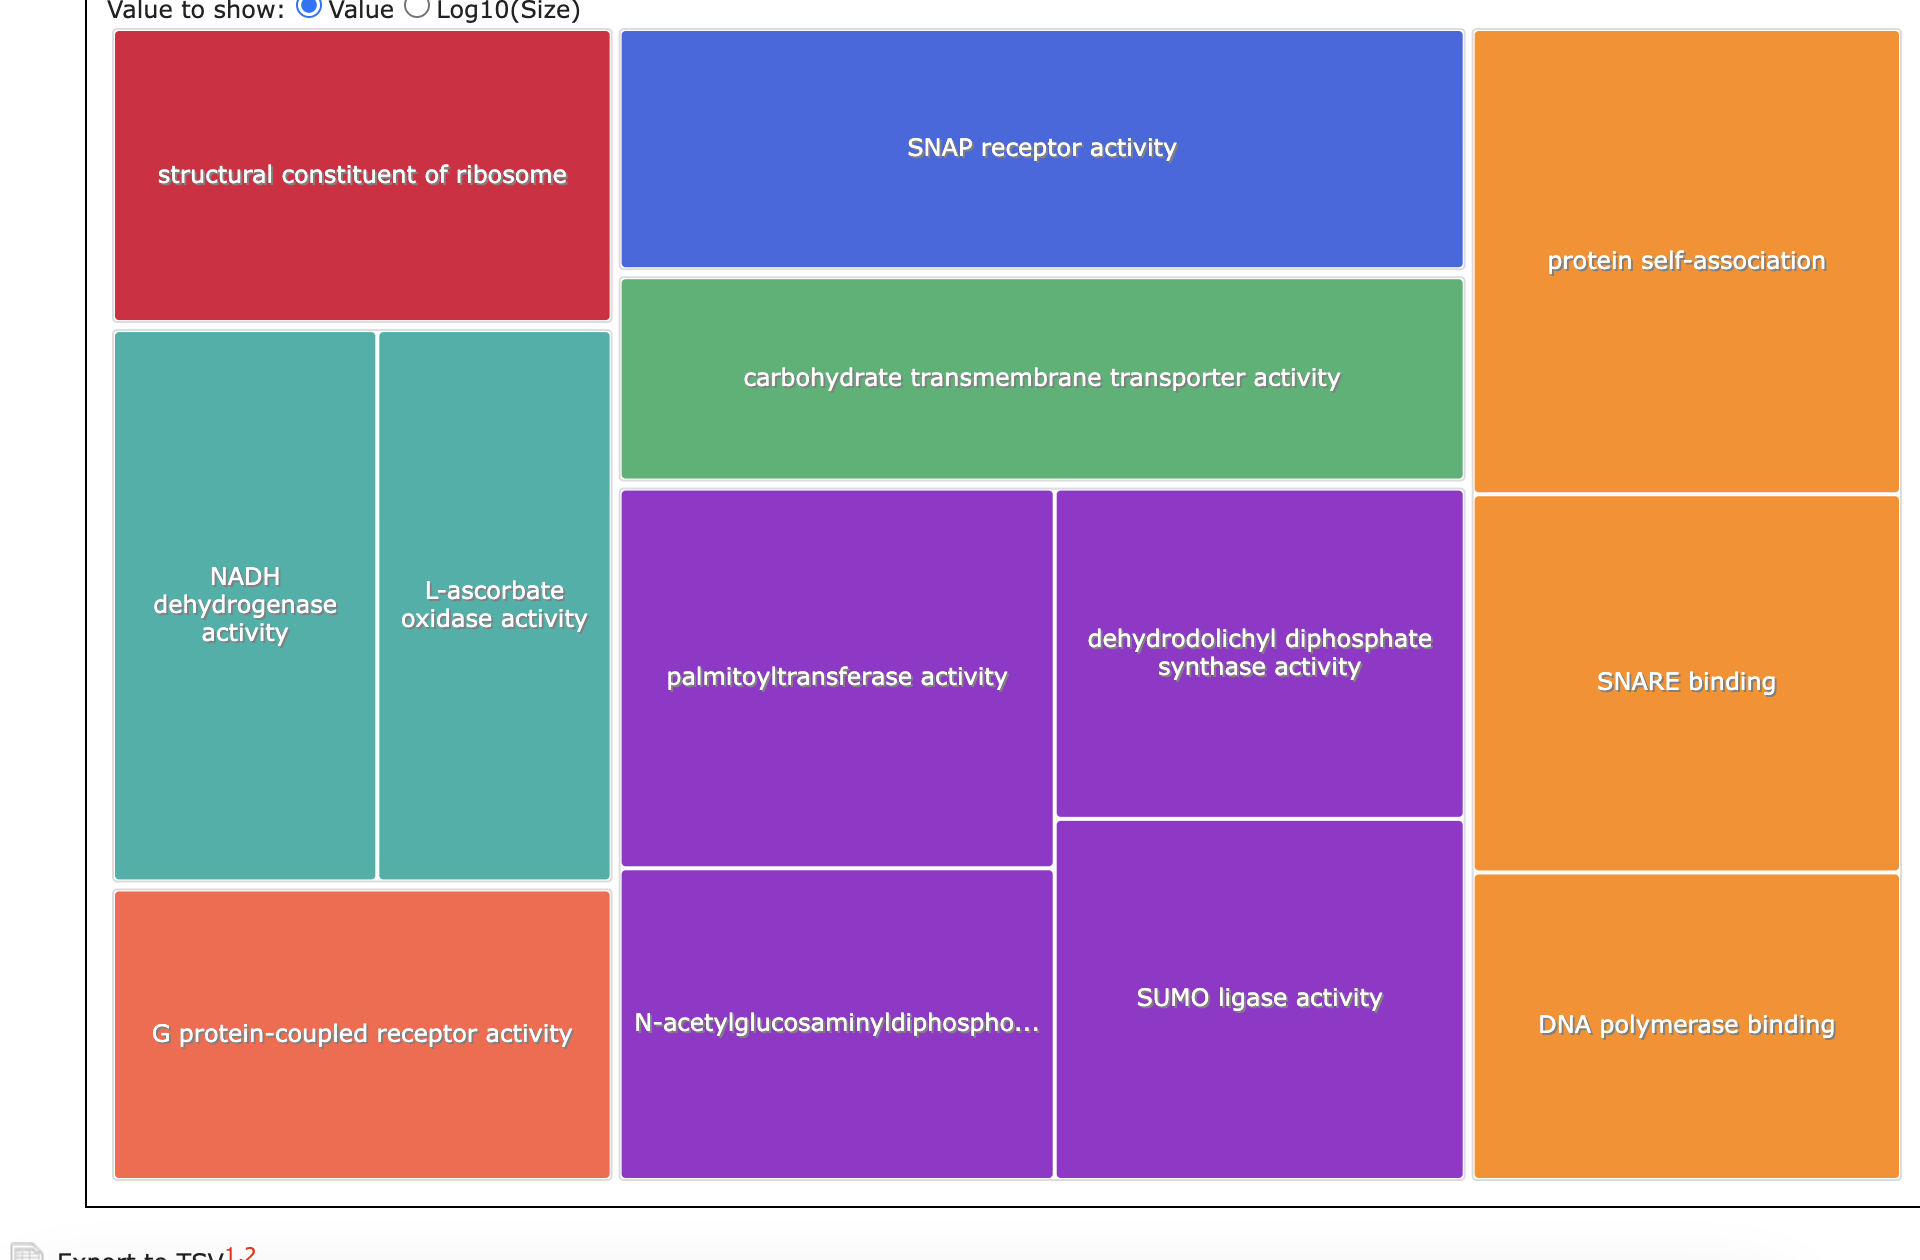 Value to show: Value Log10(Size)
structural constituent of ribosome
SNAP receptor activity
protein self-association
carbohydrate transmembrane transporter activity
NADH
dehydrogenase
activity
L-ascorbate
oxidase activity
palmitoyltransferase activity
dehydrodolichyl diphosphate
synthase activity
SNARE binding
G protein-coupled receptor activity
N-acetylglucosaminyldiphospho...
SUMO ligase activity
DNA polymerase binding
Export to TSV1,2